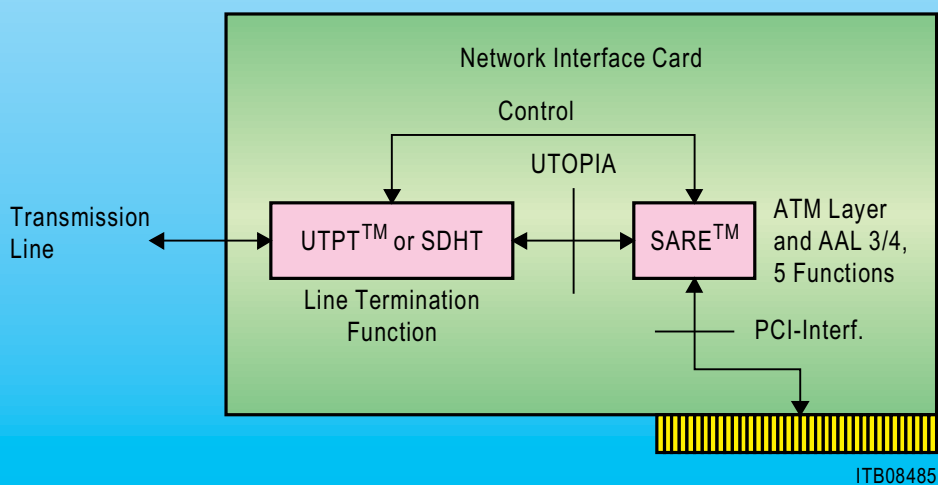 Network Interface Card
Control
UTOPIA
Transmission
Line
UTPT™ or SDHT
SARE™
ATM Layer
and AAL 3/4,
5 Functions
Line Termination
Function
PCI-Interf.
ITB08485